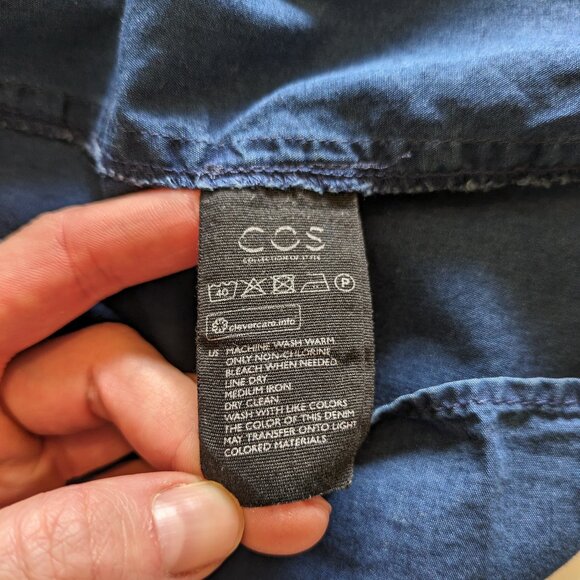 COS
COLLECTION OF STYLE
40 P
clevercare.info
US MACHINE WASH WARM
ONLY NON-CHLORINE
BLEACH WHEN NEEDED
LINE DRY
MEDIUM IRON
DRY CLEAN
WASH WITH LIKE COLORS
THE COLOR OF THIS DENIM
MAY TRANSFER ONTO LIGHT
COLORED MATERIALS.